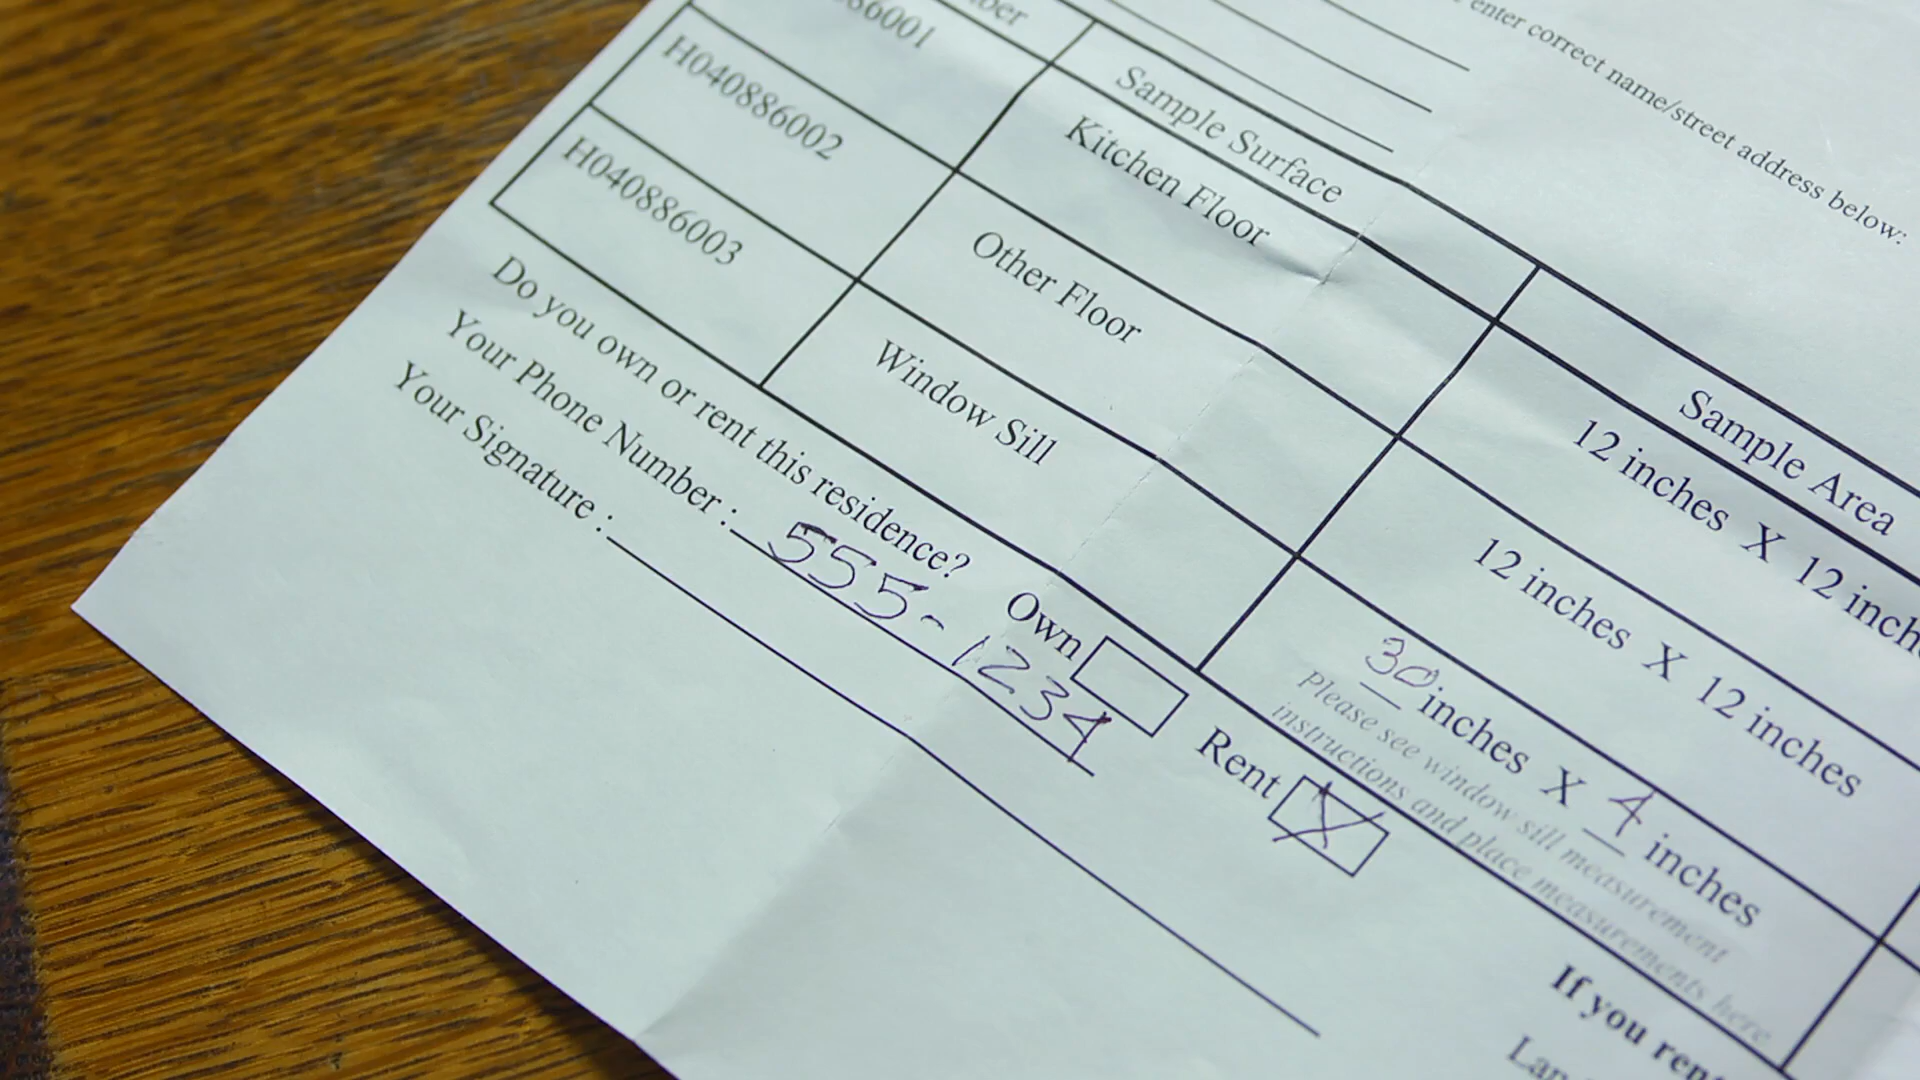 enter correct name/street address below:
Sample Surface Sample Area
86001 Kitchen Floor 12 inches X 12
H040886002 Other Floor 12 inches X 12 inches
H040886003 Window Sill 30 inches X 4 inches
Please see window sill measurement
instructions and place measurements here
Do you own or rent this residence? Own Rent X
Your Phone Number : 555-1234
Your Signature :
If you